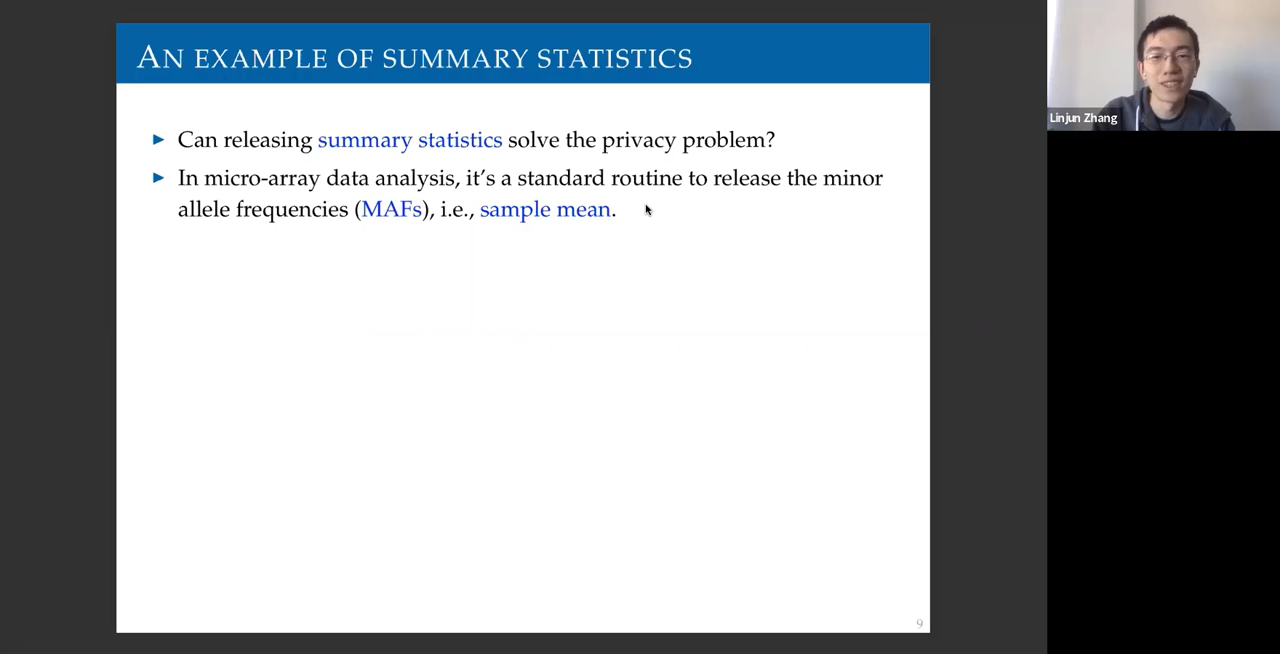 AN EXAMPLE OF SUMMARY STATISTICS
► Can releasing summary statistics solve the privacy problem?
► In micro-array data analysis, it's a standard routine to release the minor
allele frequencies (MAFs), i.e., sample mean.
9
Linjun Zhang